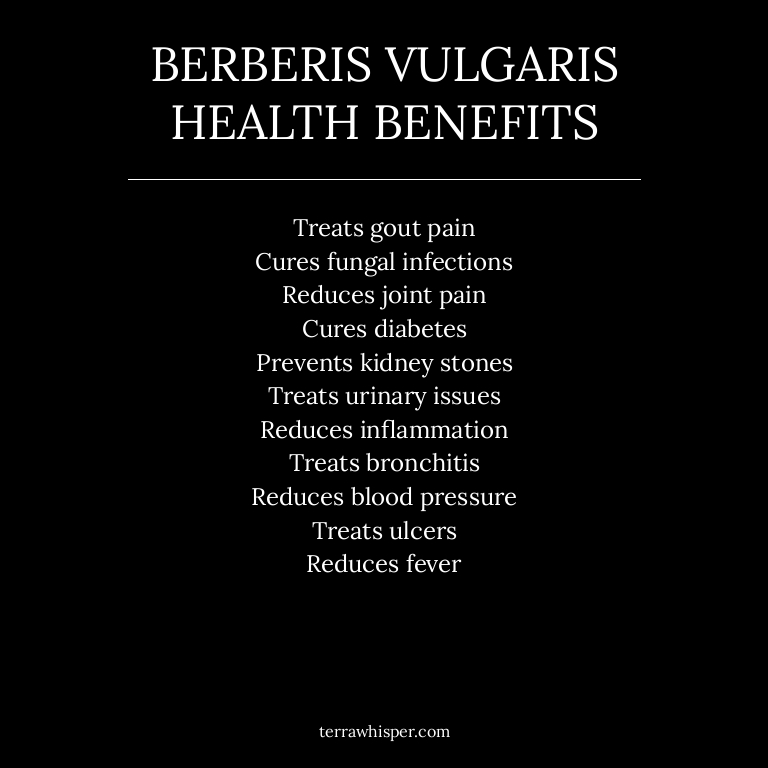 BERBERIS VULGARIS
HEALTH BENEFITS
Treats gout pain
Cures fungal infections
Reduces joint pain
Cures diabetes
Prevents kidney stones
Treats urinary issues
Reduces inflammation
Treats bronchitis
Reduces blood pressure
Treats ulcers
Reduces fever
terrawhisper.com